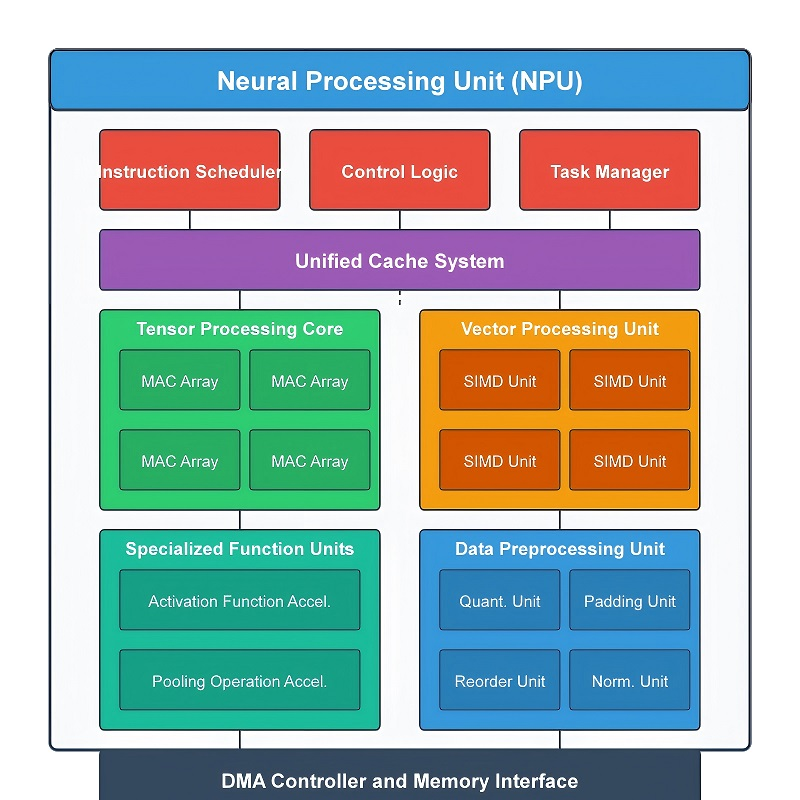 Neural Processing Unit (NPU)
Instruction Scheduler
Control Logic
Task Manager
Unified Cache System
Tensor Processing Core
MAC Array
MAC Array
MAC Array
MAC Array
Vector Processing Unit
SIMD Unit
SIMD Unit
SIMD Unit
SIMD Unit
Specialized Function Units
Activation Function Accel.
Pooling Operation Accel.
Data Preprocessing Unit
Quant. Unit
Padding Unit
Reorder Unit
Norm. Unit
DMA Controller and Memory Interface